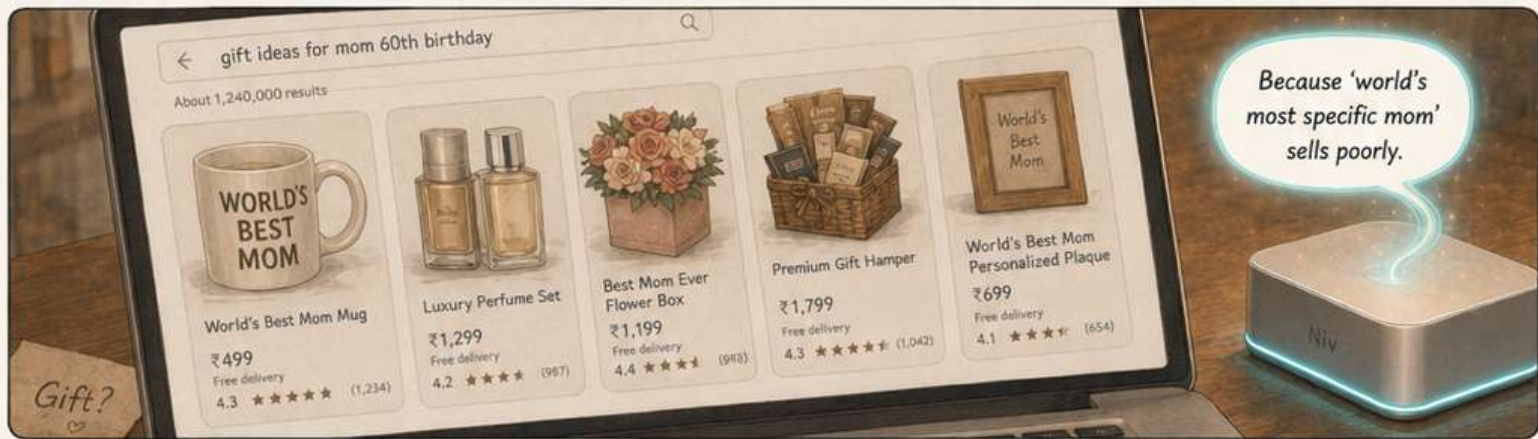 gift ideas for mom 60th birthday
About 1,240,000 results
WORLD'S
BEST
MOM
World's Best Mom Mug
₹499
Free delivery
4.3 (1,234)
Luxury Perfume Set
₹1,299
Free delivery
4.2 (987)
Best Mom Ever
Flower Box
₹1,199
Free delivery
4.4
Premium Gift Hamper
₹1,799
Free delivery
4.3 (1,042)
World's
Best
Mom
World's Best Mom
Personalized Plaque
₹699
Free delivery
4.1 (654)
Because 'world's
most specific mom'
sells poorly.
Niv
Gift?